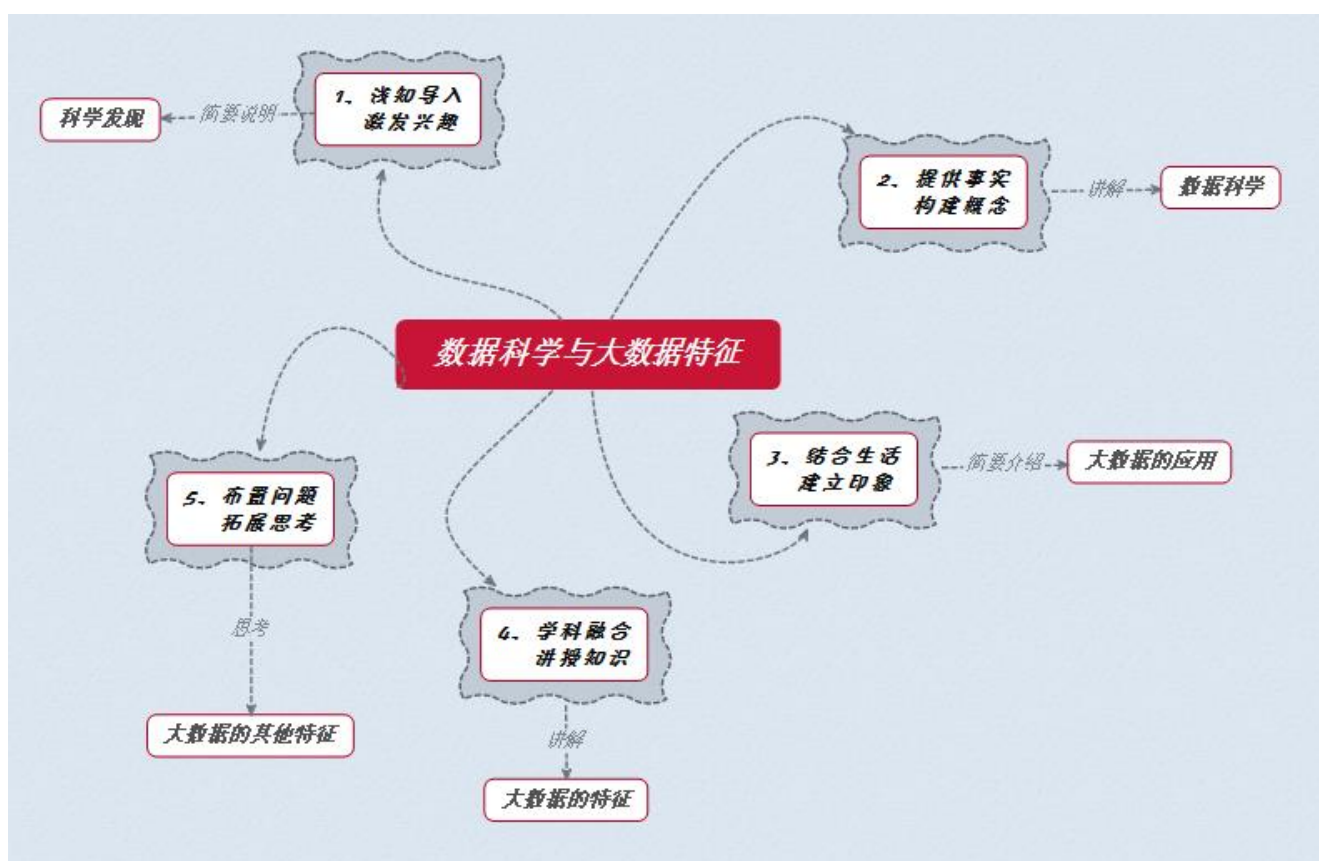 1、浅知导入
激发兴趣
简要说明
科学发现
2、提供事实
构建概念
讲解
数据科学
数据科学与大数据特征
3、结合生活
建立印象
简要介绍
大数据的应用
5、布置问题
拓展思考
思考
大数据的其他特征
4、学科融合
讲授知识
讲解
大数据的特征